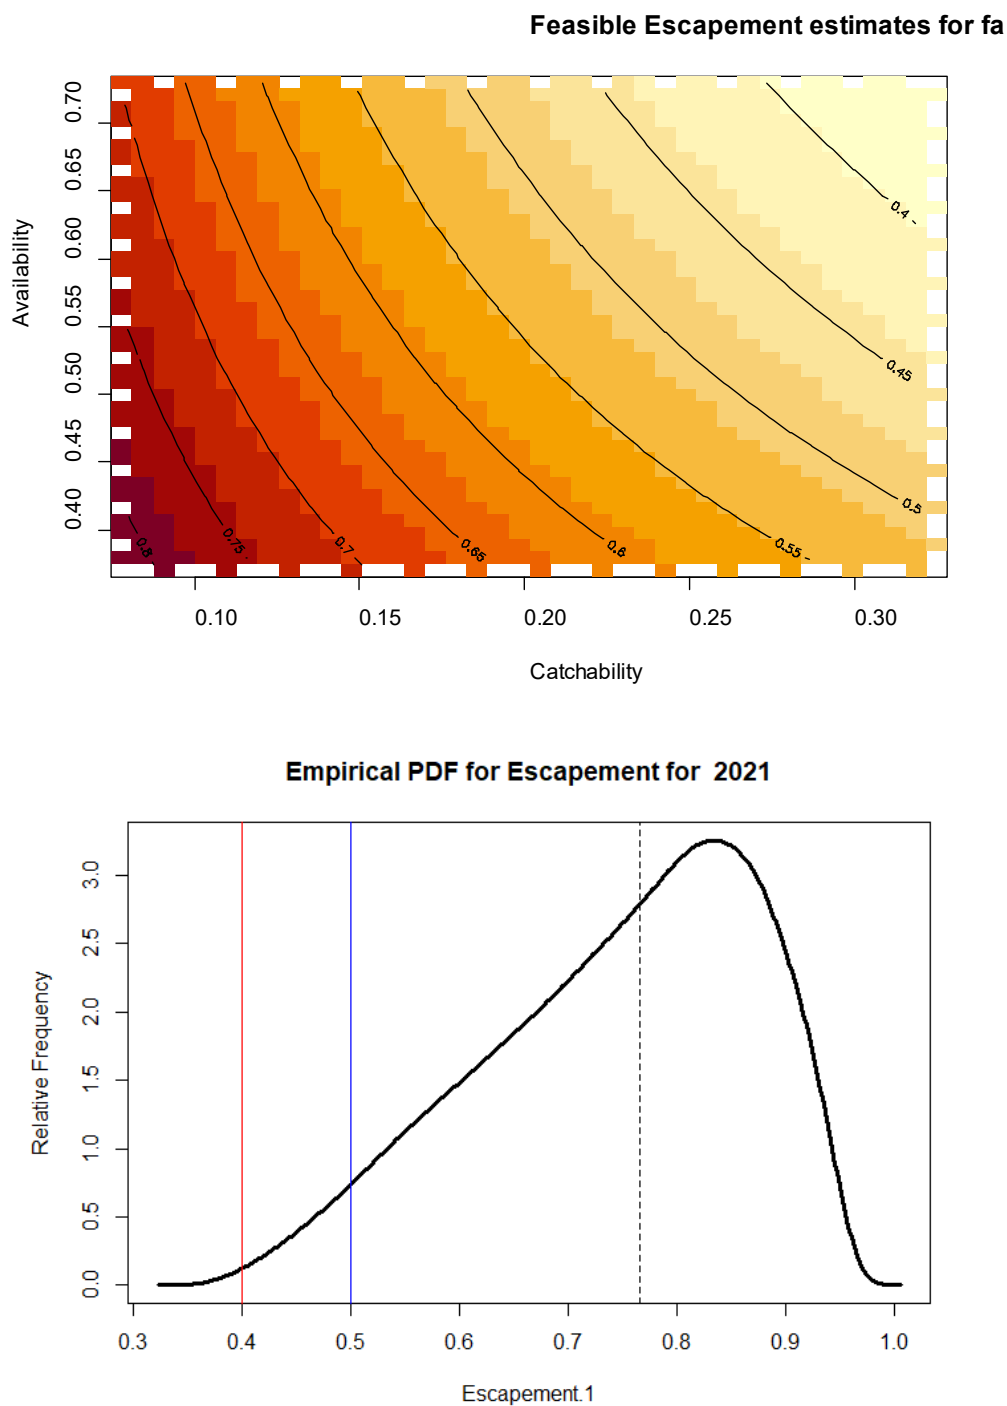 Feasible Escapement estimates for fa
Availability
0.70
0.65
0.60
0.55
0.50
0.45
0.40
0.4
0.45
0.5
0.8
0.75
0.7
0.65
0.6
0.55
0.10 0.15 0.20 0.25 0.30
Catchability
Empirical PDF for Escapement for 2021
Relative Frequency
3.0
2.5
2.0
1.5
1.0
0.5
0.0
0.3 0.4 0.5 0.6 0.7 0.8 0.9 1.0
Escapement.1